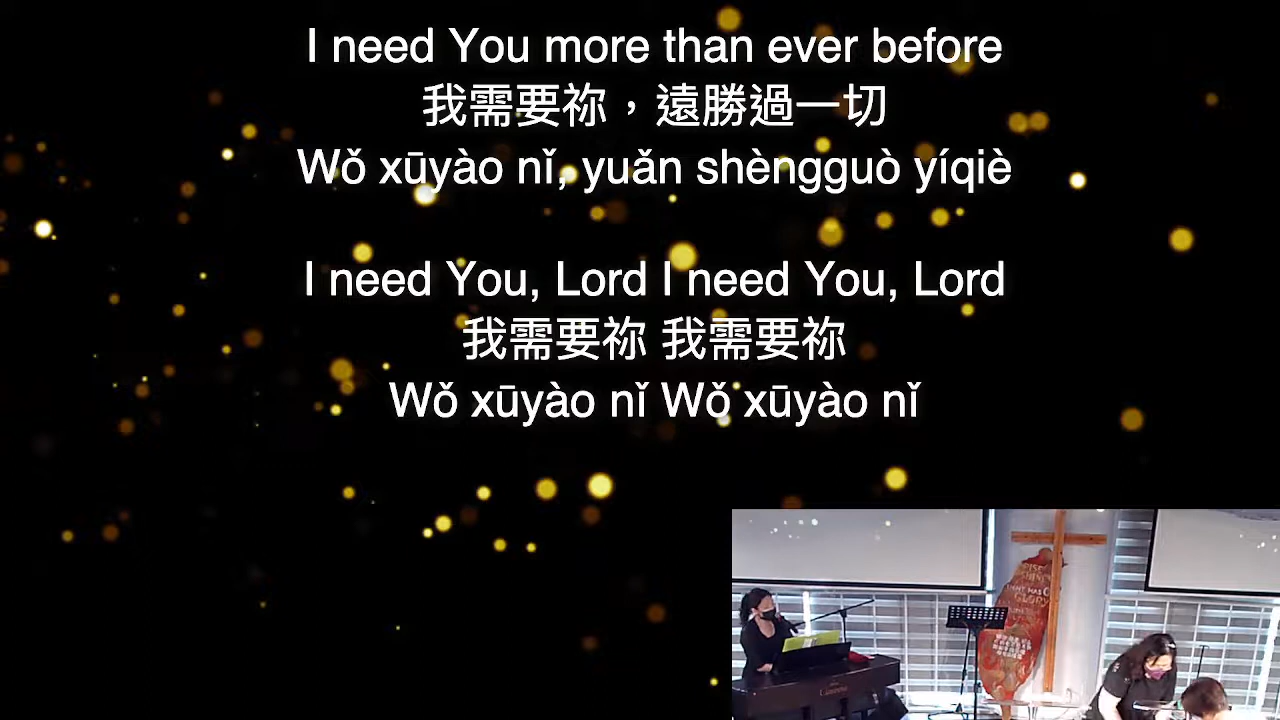 I need You more than ever before
我需要祢，遠勝過一切
Wǒ xūyào nǐ, yuǎn shèngguò yíqiè
I need You, Lord I need You, Lord
我需要祢 我需要祢
Wǒ xūyào nǐ Wǒ xūyào nǐ
GLORY